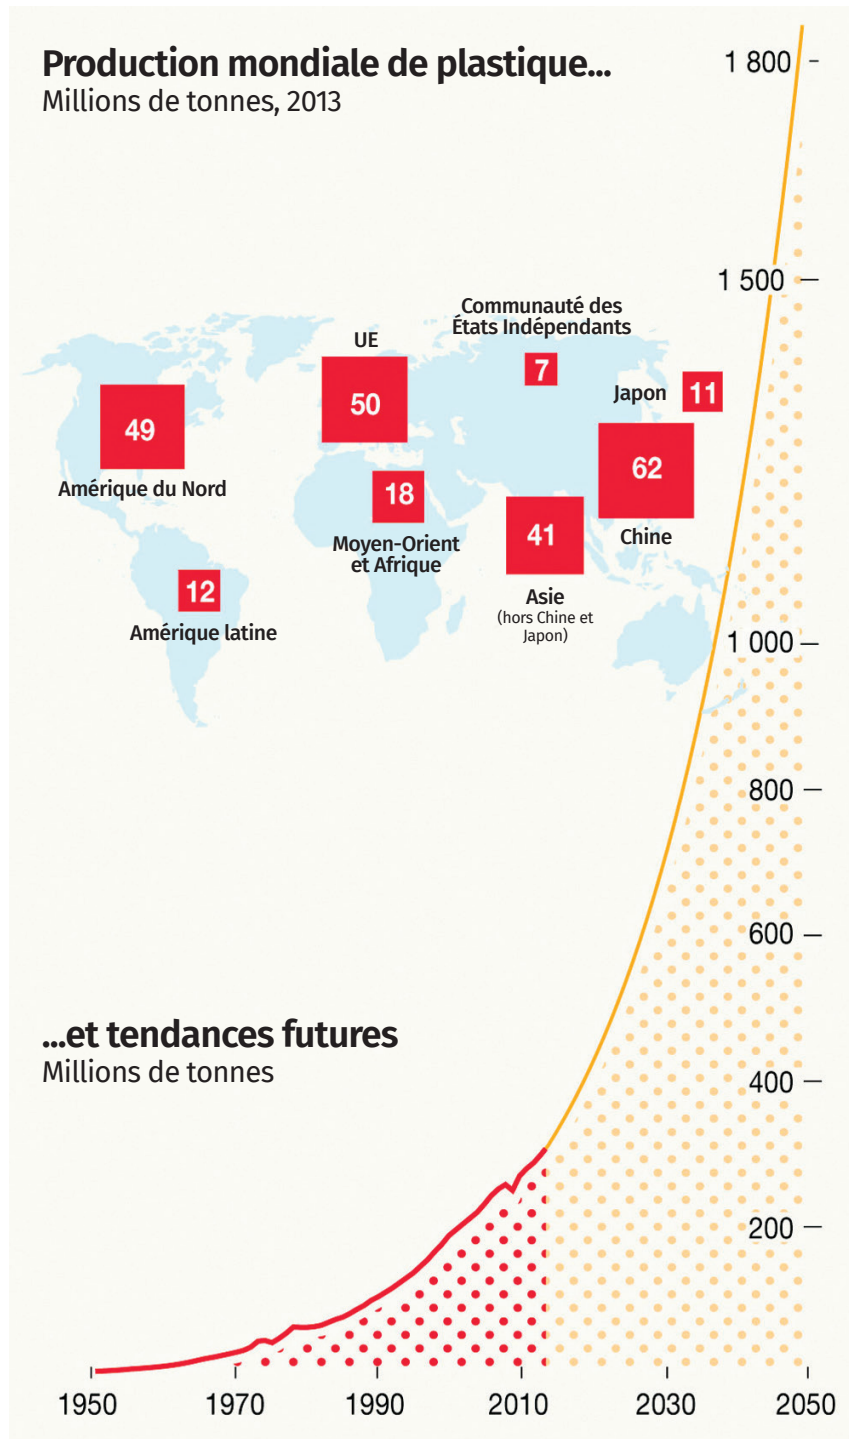 Production mondiale de plastique...
Millions de tonnes, 2013
1 800
1 500
Communauté des
États Indépendants
7
UE
50
Japon
11
49
Amérique du Nord
62
Chine
18
Moyen-Orient
et Afrique
41
Asie
(hors Chine et
Japon)
12
Amérique latine
1 000
800
600
...et tendances futures
Millions de tonnes
400
200
1950
1970
1990
2010
2030
2050